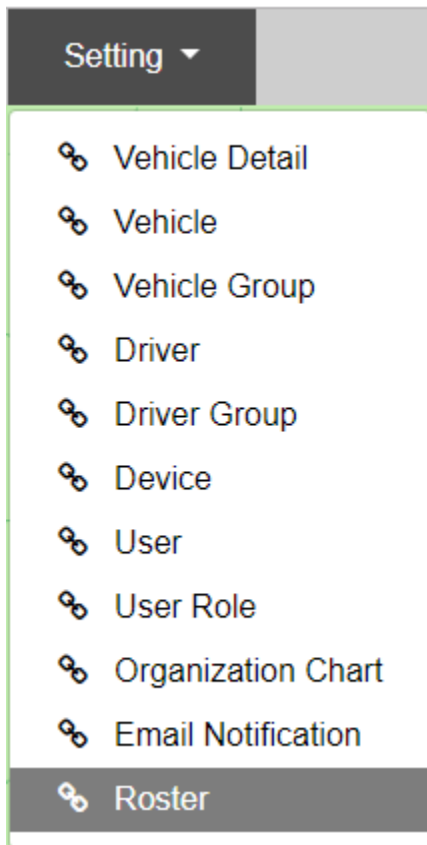 Setting
Vehicle Detail
Vehicle
Vehicle Group
Driver
Driver Group
Device
User
User Role
Organization Chart
Email Notification
Roster